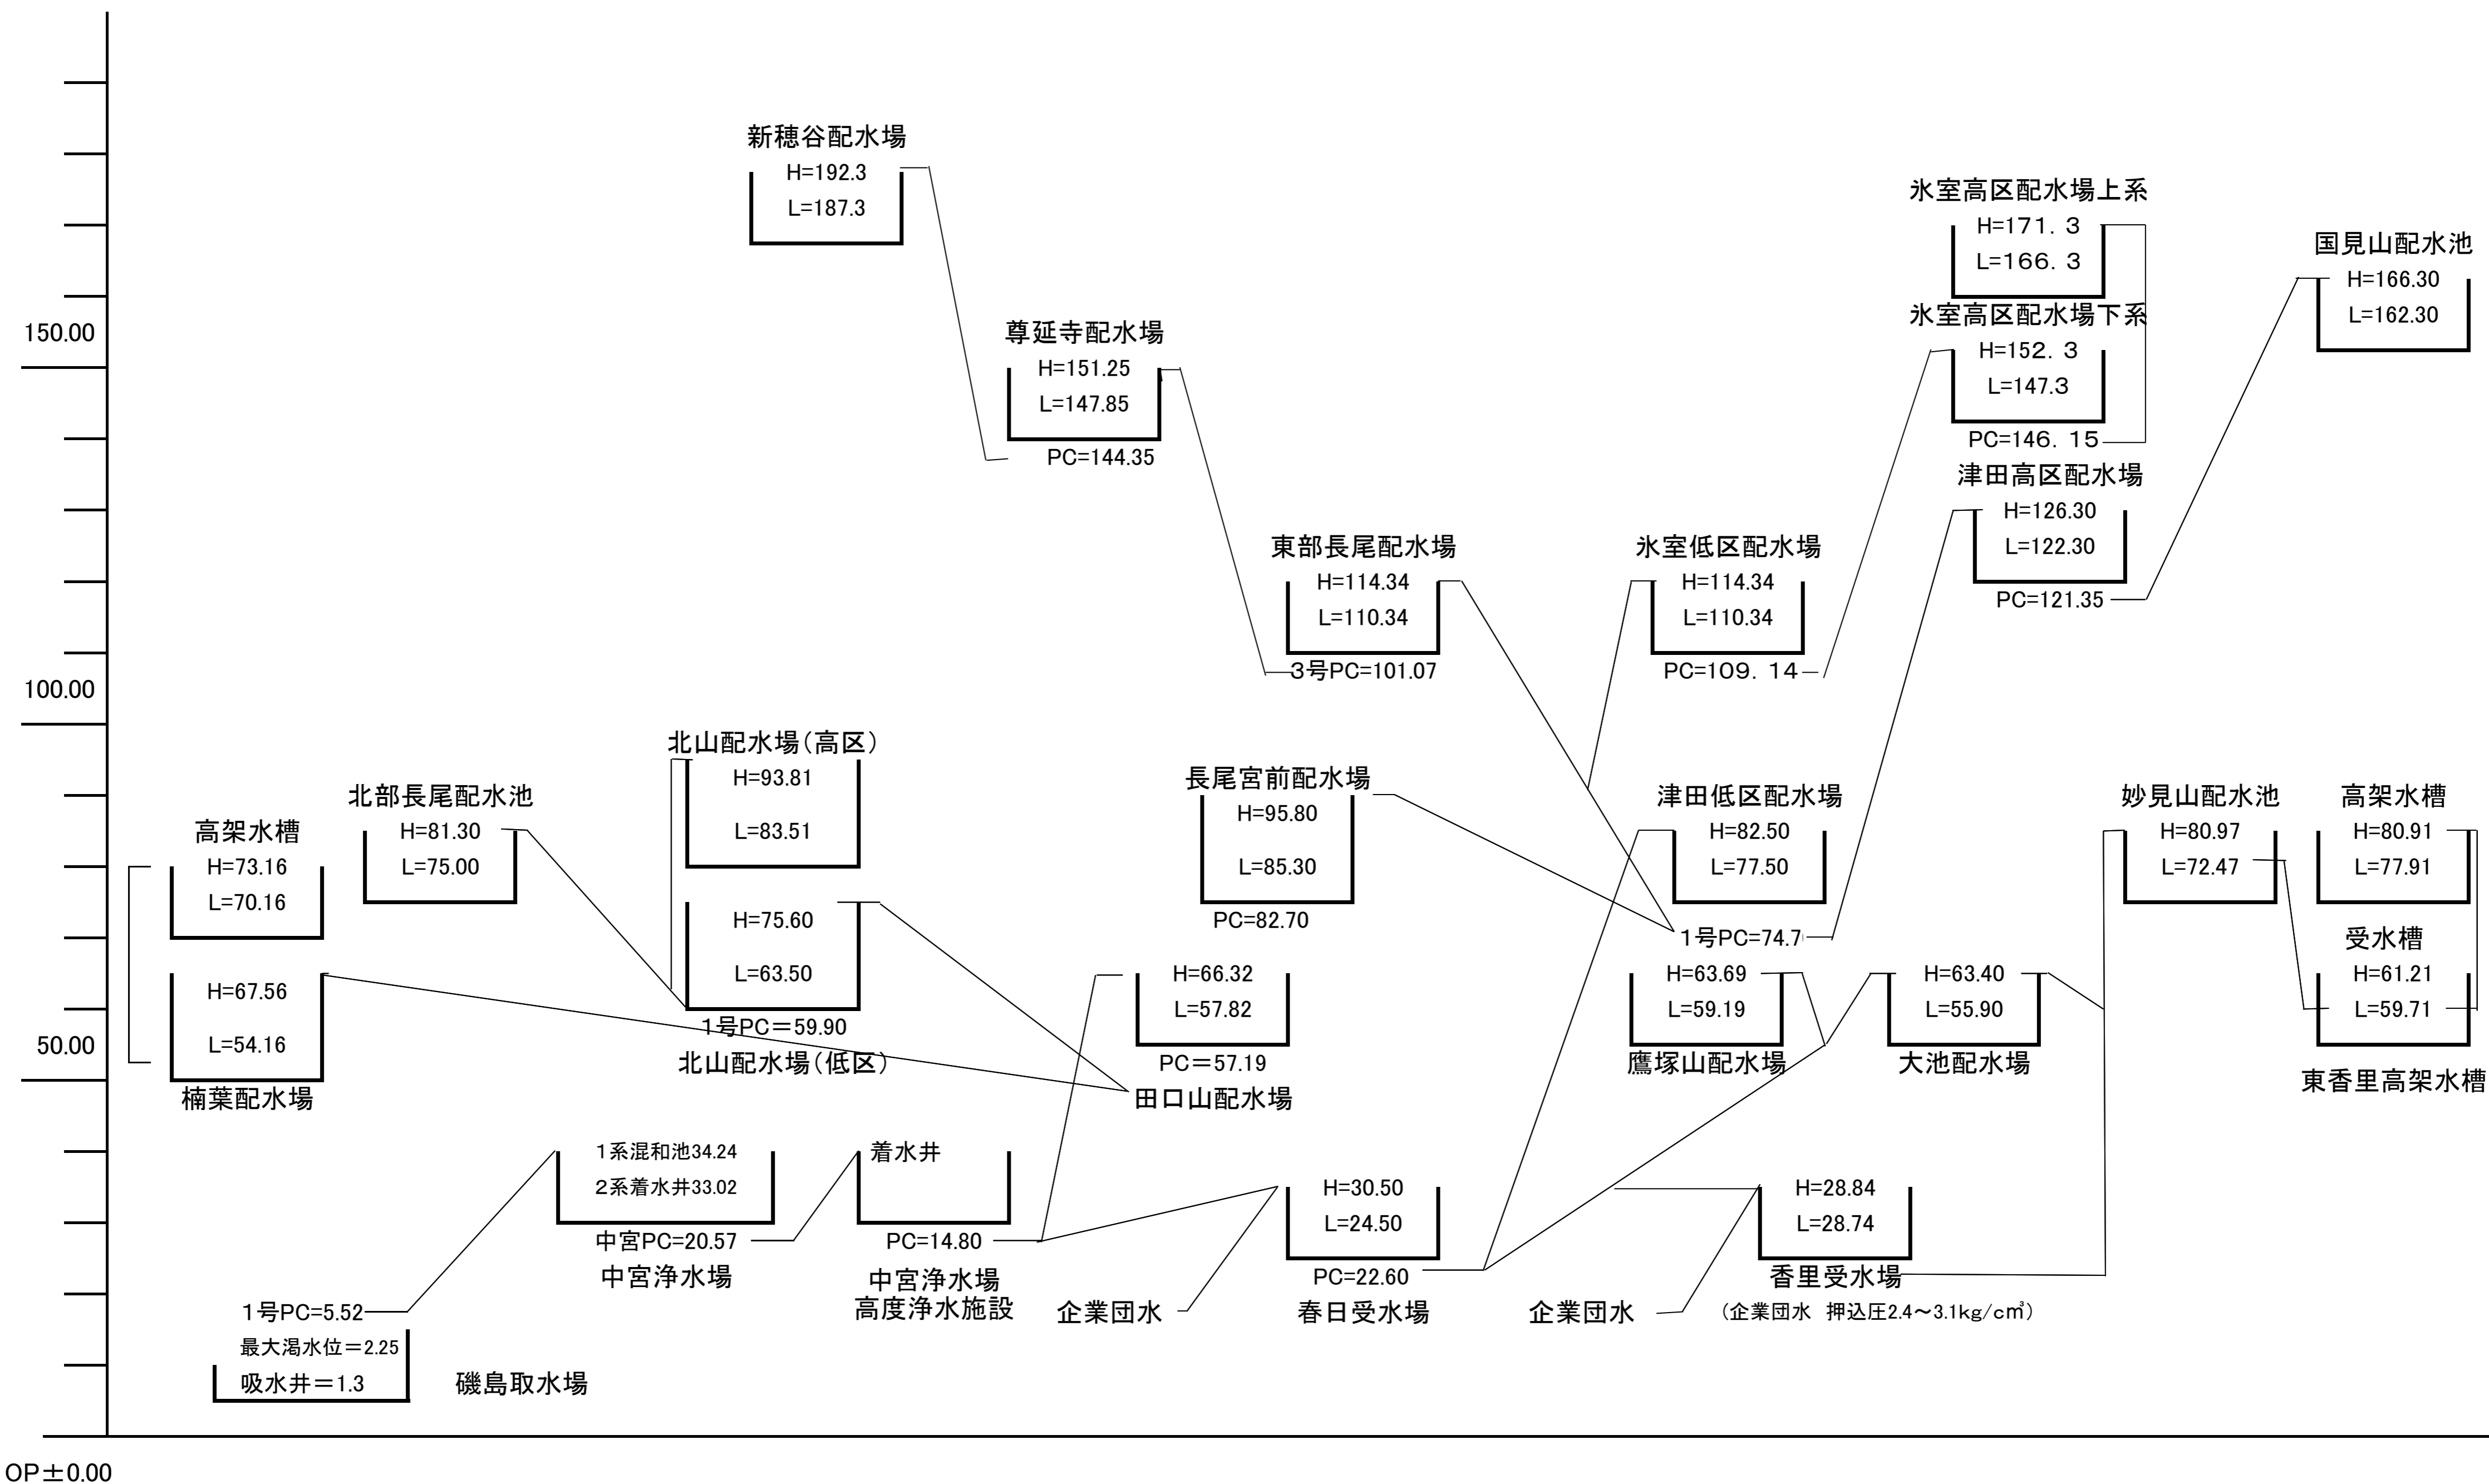 新穂谷配水場
H=192.3
L=187.3
氷室高区配水場上系
H=171．3
L=166．3
国見山配水池
H=166.30
L=162.30
氷室高区配水場下系
H=152．3
L=147.3
PC=146．15
150.00
尊延寺配水場
H=151.25
L=147.85
PC=144.35
津田高区配水場
H=126.30
L=122.30
PC=121.35
東部長尾配水場
H=114.34
L=110.34
3号PC=101.07
氷室低区配水場
H=114.34
L=110.34
PC=109．14
100.00
北山配水場（高区）
H=93.81
L=83.51
長尾宮前配水場
H=95.80
L=85.30
PC=82.70
北部長尾配水池
H=81.30
L=75.00
津田低区配水場
H=82.50
L=77.50
1号PC=74.7
妙見山配水池
H=80.97
L=72.47
高架水槽
H=80.91
L=77.91
高架水槽
H=73.16
L=70.16
H=75.60
L=63.50
1号PC＝59.90
北山配水場（低区）
受水槽
H=61.21
L=59.71
東香里高架水槽
H=67.56
L=54.16
楠葉配水場
H=66.32
L=57.82
PC＝57.19
田口山配水場
H=63.69
L=59.19
鷹塚山配水場
H=63.40
L=55.90
大池配水場
50.00
1系混和池34.24
2系着水井33.02
中宮PC=20.57
中宮浄水場
着水井
PC=14.80
中宮浄水場
高度浄水施設
企業団水
H=30.50
L=24.50
PC=22.60
春日受水場
企業団水
H=28.84
L=28.74
香里受水場
（企業団水　押込圧2.4～3.1kg/c㎡）
1号PC=5.52
最大渇水位＝2.25
吸水井＝1.3
磯島取水場
OP±0.00